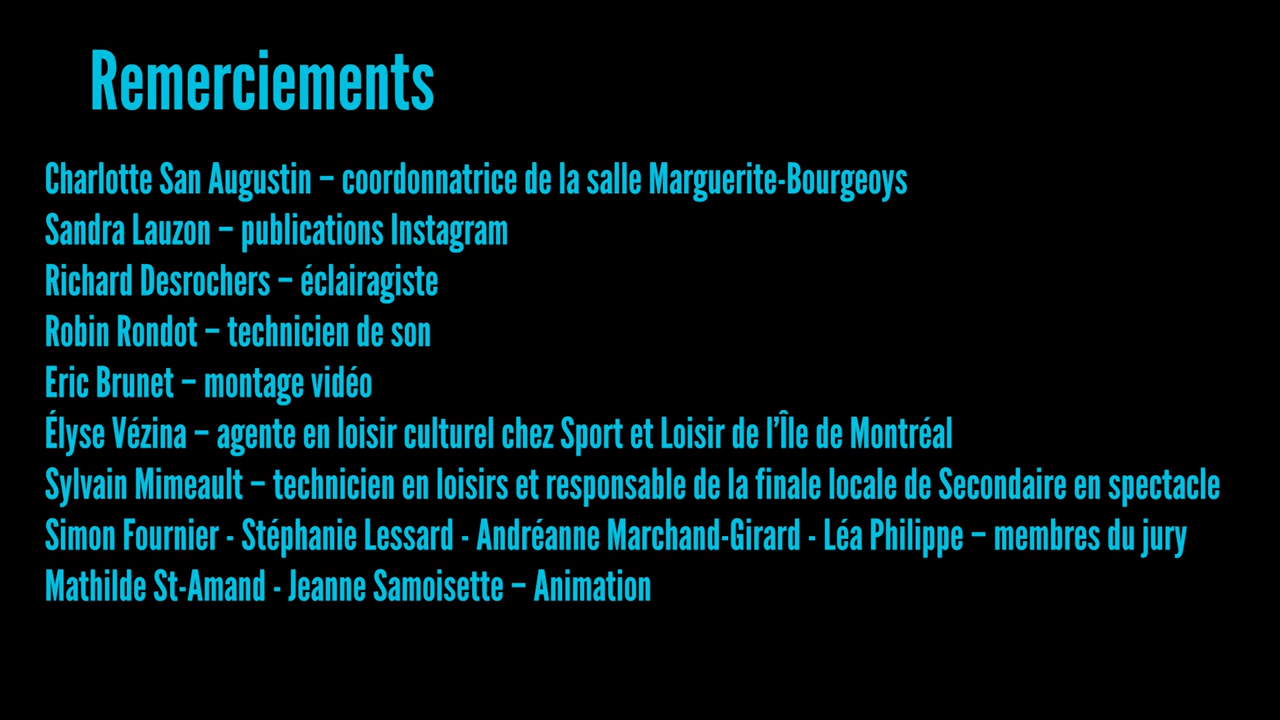 Remerciements
Charlotte San Augustin – coordonnatrice de la salle Marguerite-Bourgeoys
Sandra Lauzon – publications Instagram
Richard Desrochers – éclairagiste
Robin Rondot – technicien de son
Eric Brunet – montage vidéo
Élyse Vézina – agente en loisir culturel chez Sport et Loisir de l’Île de Montréal
Sylvain Mimeault – technicien en loisirs et responsable de la finale locale de Secondaire en spectacle
Simon Fournier - Stéphanie Lessard - Andréanne Marchand-Girard - Léa Philippe – membres du jury
Mathilde St-Amand - Jeanne Samoisette – Animation